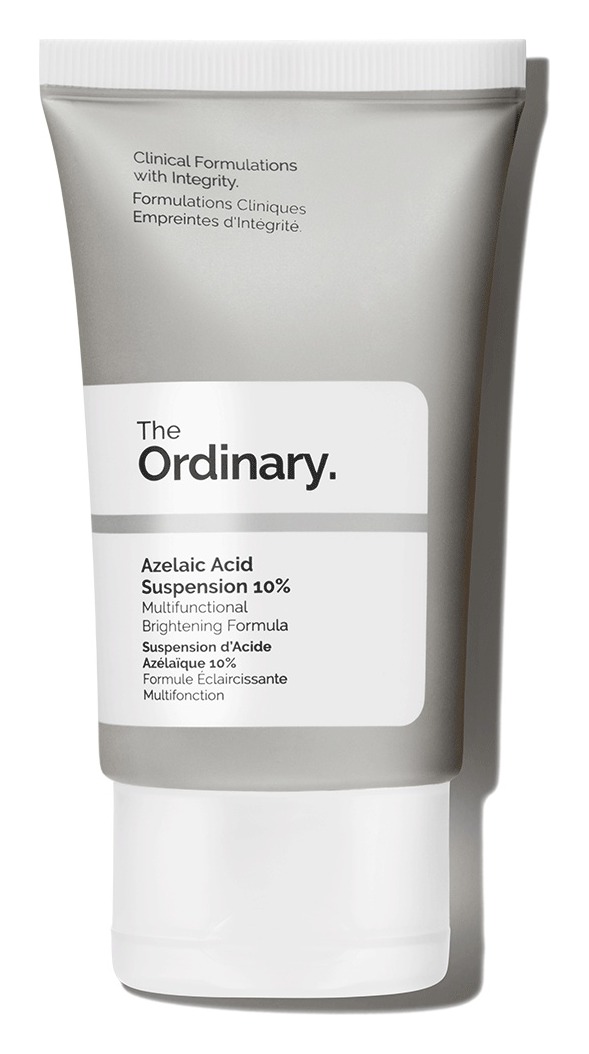 Clinical Formulations
with Integrity.
Formulations Cliniques
Empreintes d'Intégrité.
The
Ordinary.
Azelaic Acid
Suspension 10%
Multifunctional
Brightening Formula
Suspension d'Acide
Azélaïque 10%
Formule Éclaircissante
Multifonction